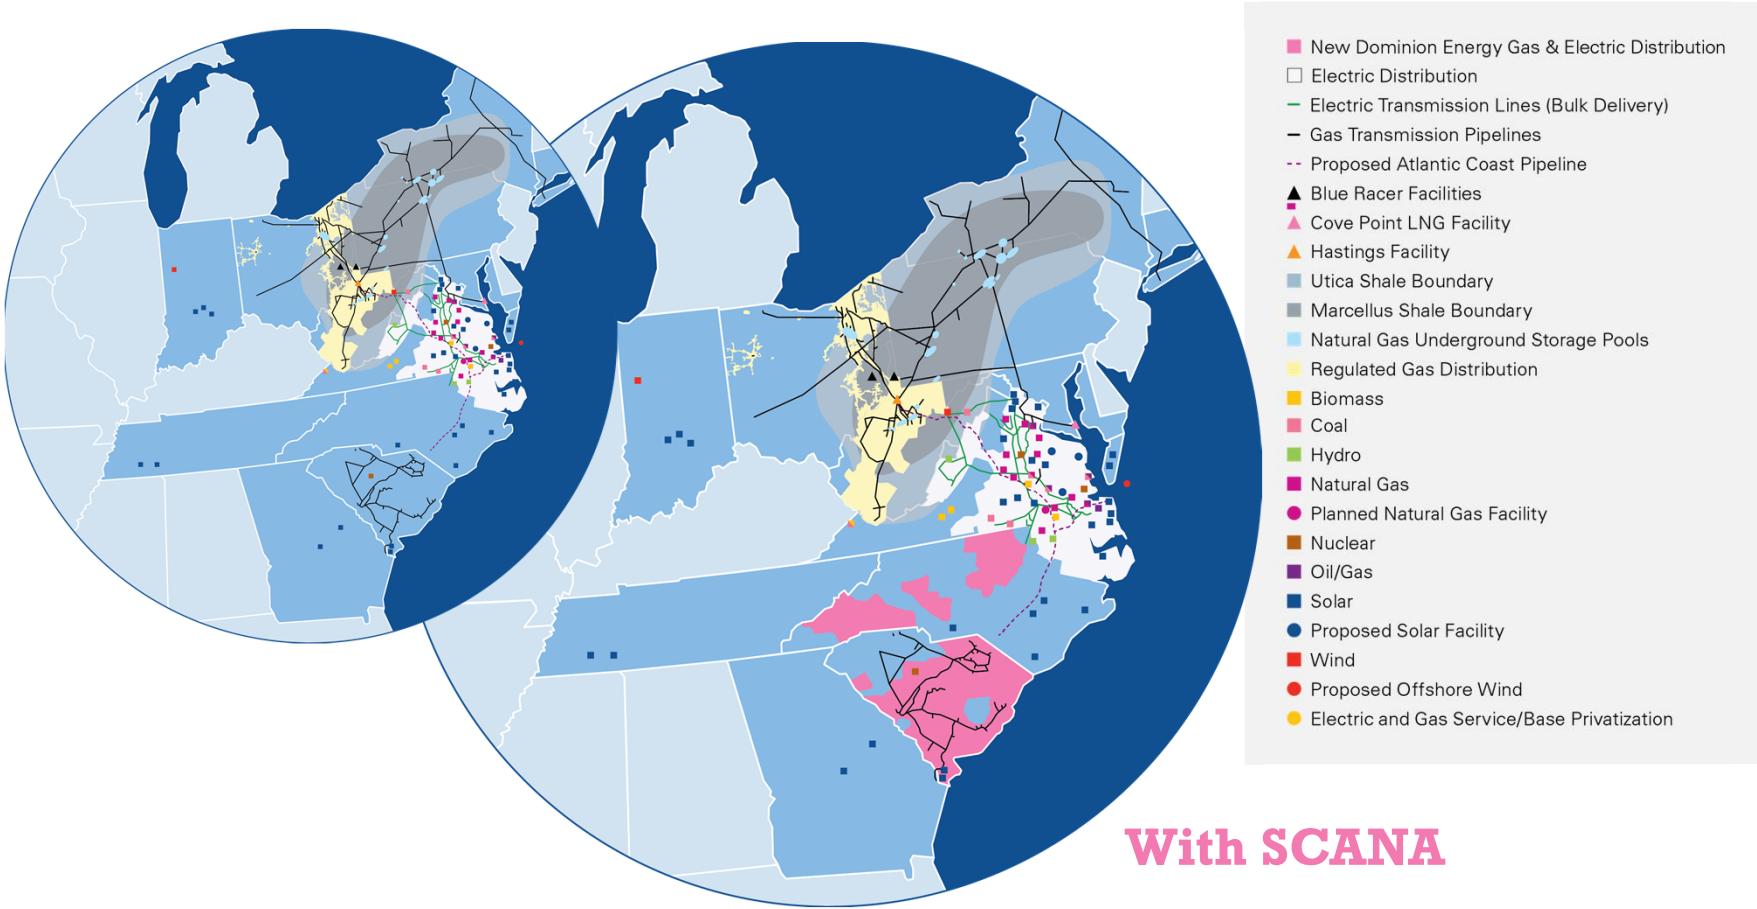 New Dominion Energy Gas & Electric Distribution
Electric Distribution
Electric Transmission Lines (Bulk Delivery)
Gas Transmission Pipelines
Proposed Atlantic Coast Pipeline
Blue Racer Facilities
Cove Point LNG Facility
Hastings Facility
Utica Shale Boundary
Marcellus Shale Boundary
Natural Gas Underground Storage Pools
Regulated Gas Distribution
Biomass
Coal
Hydro
Natural Gas
Planned Natural Gas Facility
Nuclear
Oil/Gas
Solar
Proposed Solar Facility
Wind
Proposed Offshore Wind
Electric and Gas Service/Base Privatization
With SCANA